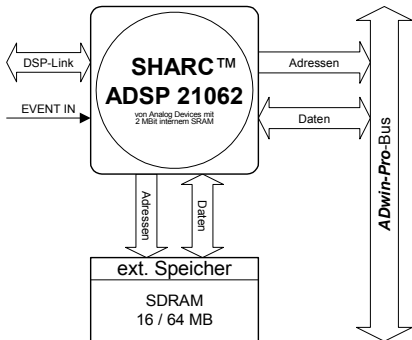 DSP-Link
EVENT IN
SHARC™
ADSP 21062
von Analog Devices mit
2 MBit internem SRAM
Adressen
Daten
ADwin-Pro-Bus
Adressen
Daten
ext. Speicher
SDRAM
16 / 64 MB